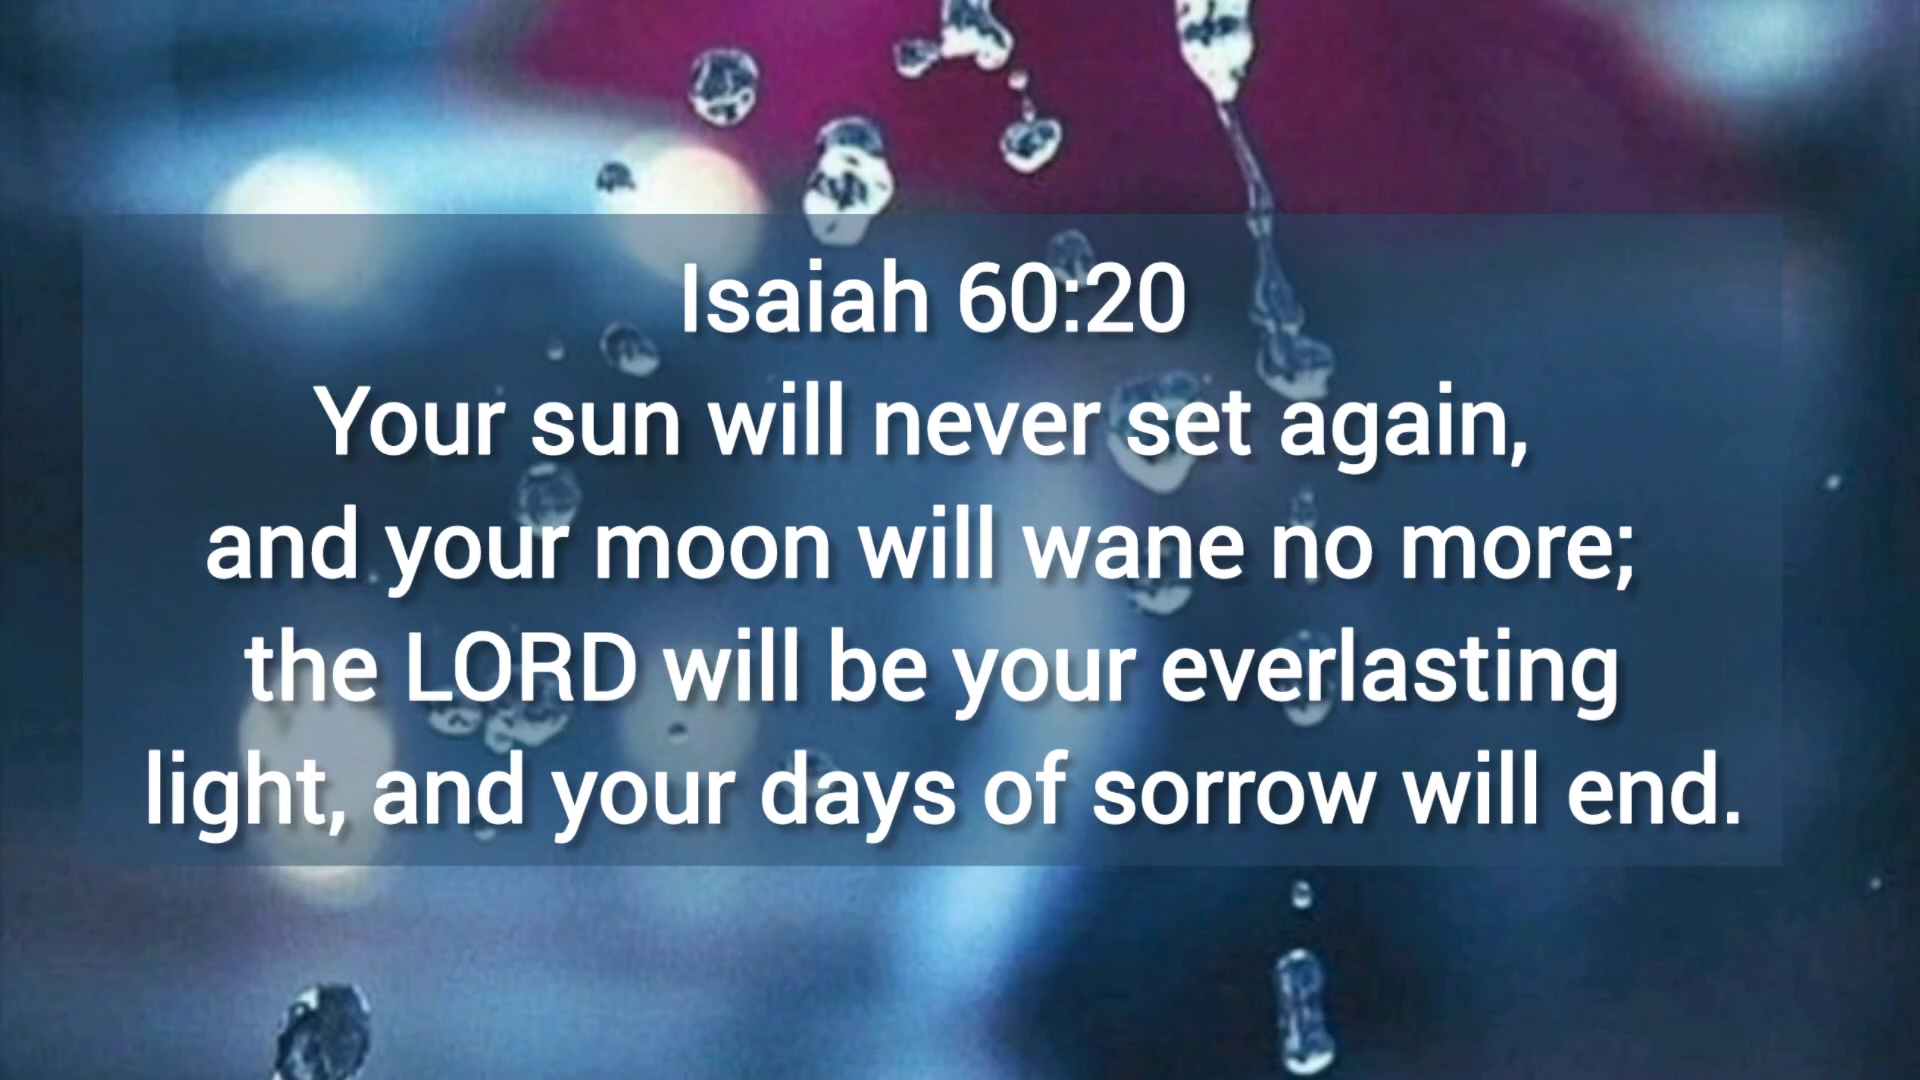 Isaiah 60:20
Your sun will never set again,
and your moon will wane no more;
the LORD will be your everlasting
light, and your days of sorrow will end.